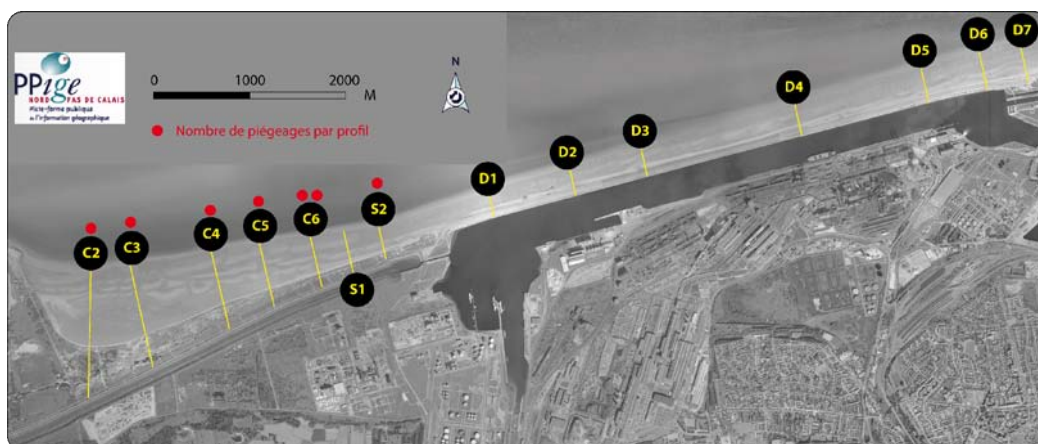 PPige
NORD PAS DE CALAIS
Plate-forme publique
de l'information géographique
0 1000 2000
M
N
Nombre de piégeages par profil
C2
C3
C4
C5
C6
S1
S2
D1
D2
D3
D4
D5
D6
D7